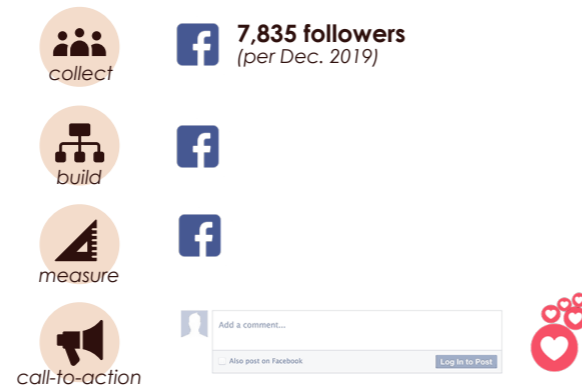 7,835 followers
(per Dec. 2019)
collect
build
measure
Add a comment...
Also post on Facebook
Log In to Post
call-to-action